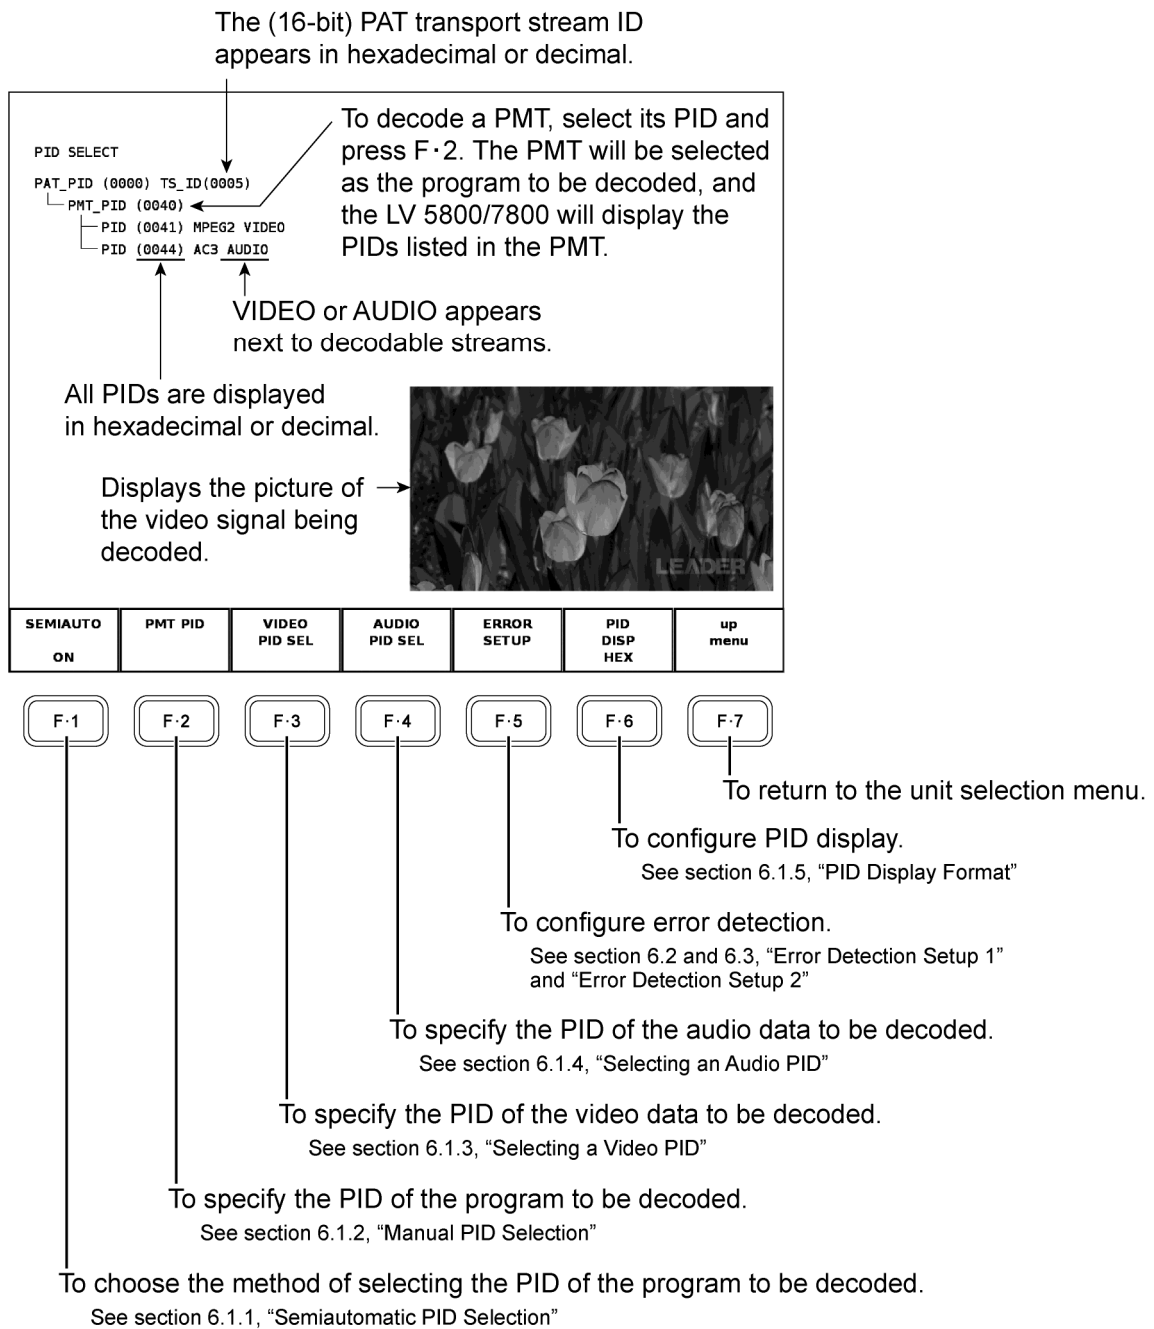 The (16-bit) PAT transport stream ID
appears in hexadecimal or decimal.
To decode a PMT, select its PID and
press F·2. The PMT will be selected
as the program to be decoded, and
the LV 5800/7800 will display the
PIDs listed in the PMT.
PID SELECT
PAT_PID (0000) TS_ID(0005)
PMT_PID (0040)
PID (0041) MPEG2 VIDEO
PID (0044) AC3 AUDIO
VIDEO or AUDIO appears
next to decodable streams.
All PIDs are displayed
in hexadecimal or decimal.
Displays the picture of
the video signal being
decoded.
LEADER
SEMIAUTO
ON
PMT PID
VIDEO
PID SEL
AUDIO
PID SEL
ERROR
SETUP
PID
DISP
HEX
up
menu
F·1
F·2
F·3
F·4
F·5
F·6
F·7
To return to the unit selection menu.
To configure PID display.
See section 6.1.5, “PID Display Format”
To configure error detection.
See section 6.2 and 6.3, “Error Detection Setup 1”
and “Error Detection Setup 2”
To specify the PID of the audio data to be decoded.
See section 6.1.4, “Selecting an Audio PID”
To specify the PID of the video data to be decoded.
See section 6.1.3, “Selecting a Video PID”
To specify the PID of the program to be decoded.
See section 6.1.2, “Manual PID Selection”
To choose the method of selecting the PID of the program to be decoded.
See section 6.1.1, “Semiautomatic PID Selection”